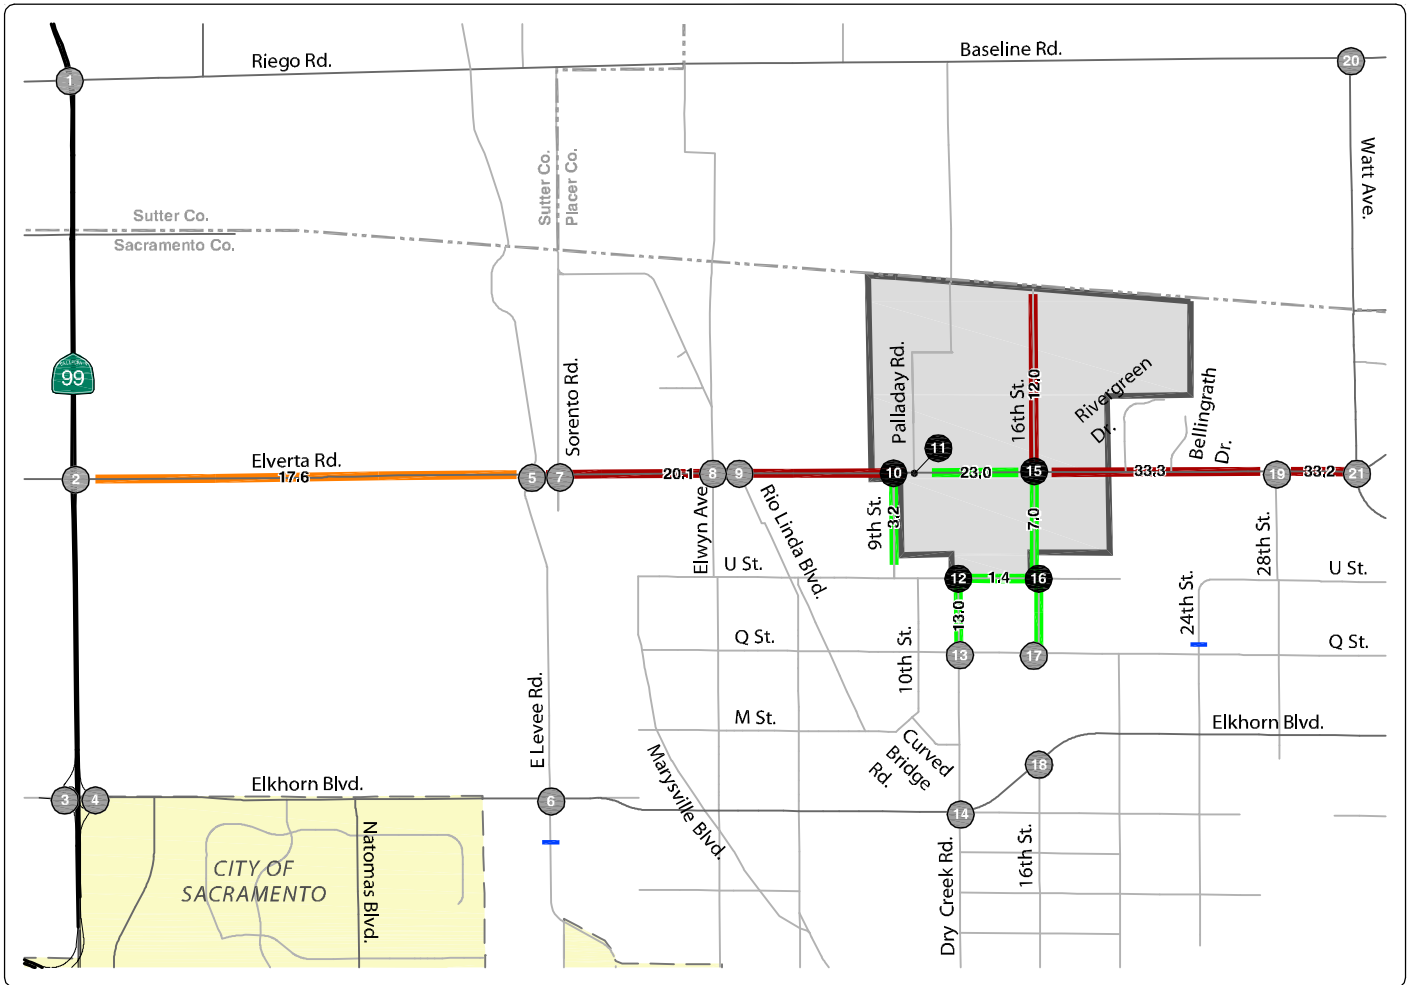 Riego Rd.
Baseline Rd.
1
20
Watt Ave.
Sutter Co.
Placer Co.
Sutter Co.
Sacramento Co.
99
Sorento Rd.
Palladay Rd.
16th St.
12.0
Rivergreen
Dr.
Bellingrath
Dr.
11
Elverta Rd.
2
17.6
5
7
20.1
8
9
10
23.0
15
33.3
19
33.2
21
Elwyn Ave.
Rio Linda Blvd.
9th St.
3.2
7.0
28th St.
U St.
12
1.4
16
U St.
24th St.
13.0
Q St.
10th St.
13
17
Q St.
E Levee Rd.
M St.
Curved
Bridge
Rd.
Elkhorn Blvd.
Marysville Blvd.
18
3
4
Elkhorn Blvd.
6
14
Natomas Blvd.
CITY OF
SACRAMENTO
Dry Creek Rd.
16th St.